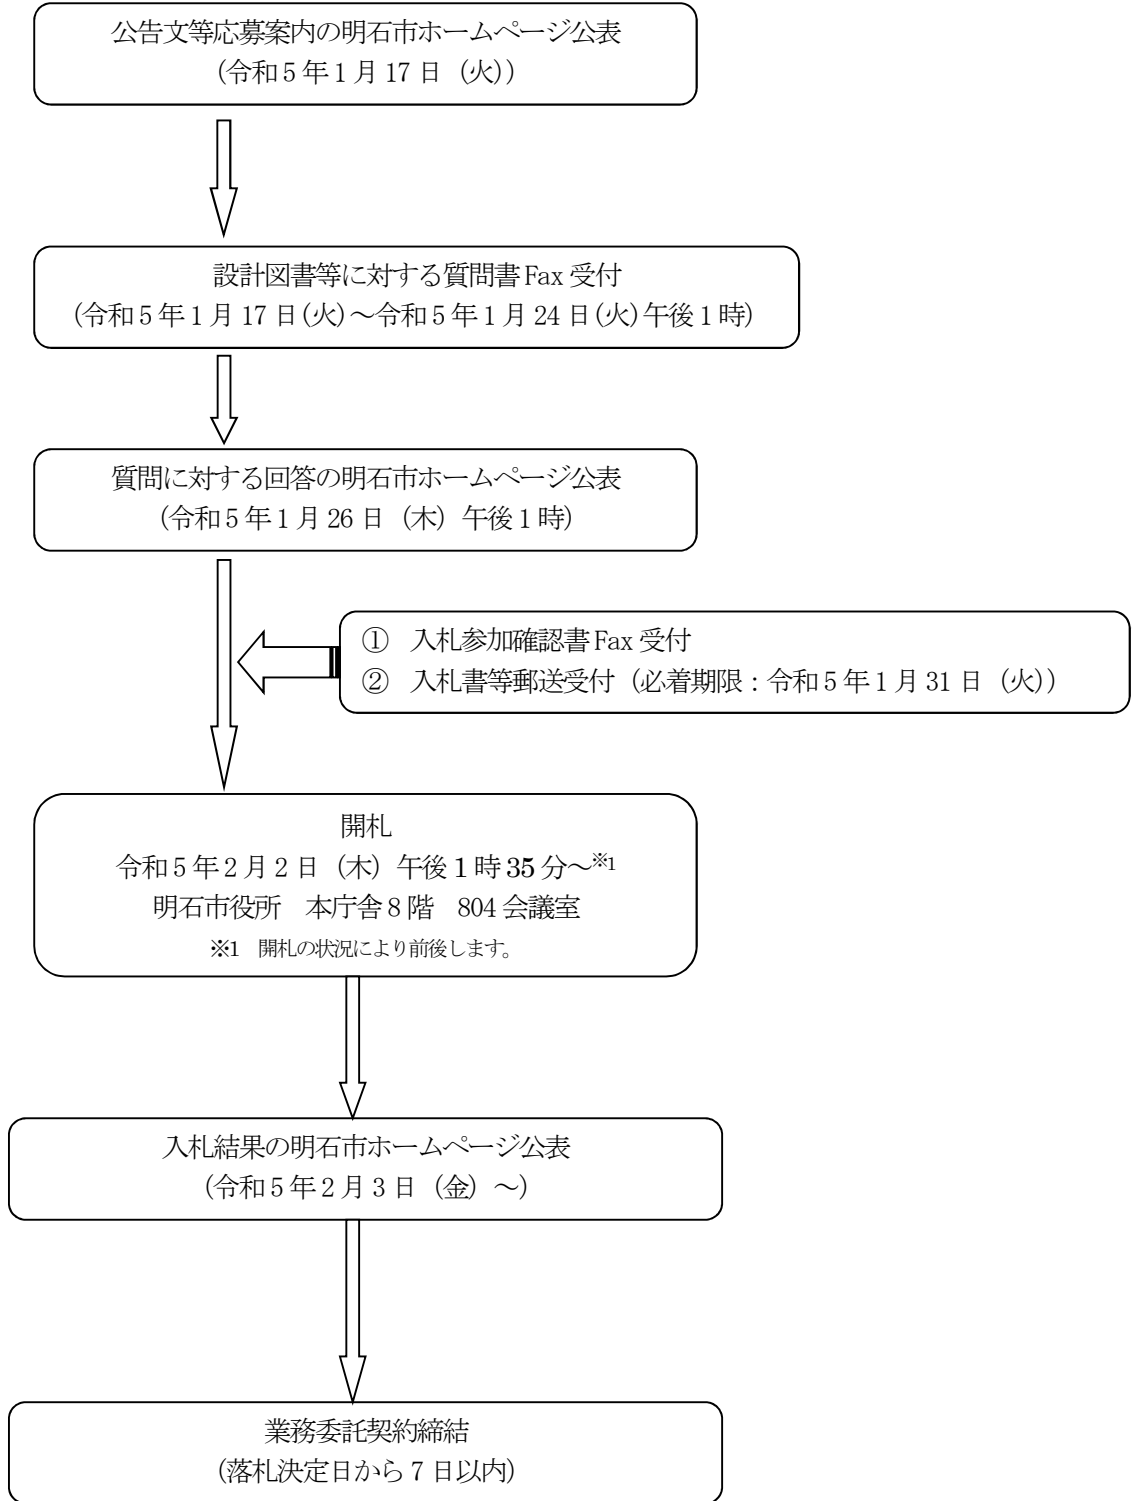 公告文等応募案内の明石市ホームページ公表
（令和5年1月17日（火））
設計図書等に対する質問書Fax受付
（令和5年1月17日(火)～令和5年1月24日(火)午後1時）
質問に対する回答の明石市ホームページ公表
（令和5年1月26日（木）午後1時）
① 入札参加確認書Fax受付
② 入札書等郵送受付（必着期限：令和5年1月31日（火））
開札
令和5年2月2日（木）午後1時35分～※1
明石市役所　本庁舎8階　804会議室
※1　開札の状況により前後します。
入札結果の明石市ホームページ公表
（令和5年2月3日（金）～）
業務委託契約締結
（落札決定日から7日以内）